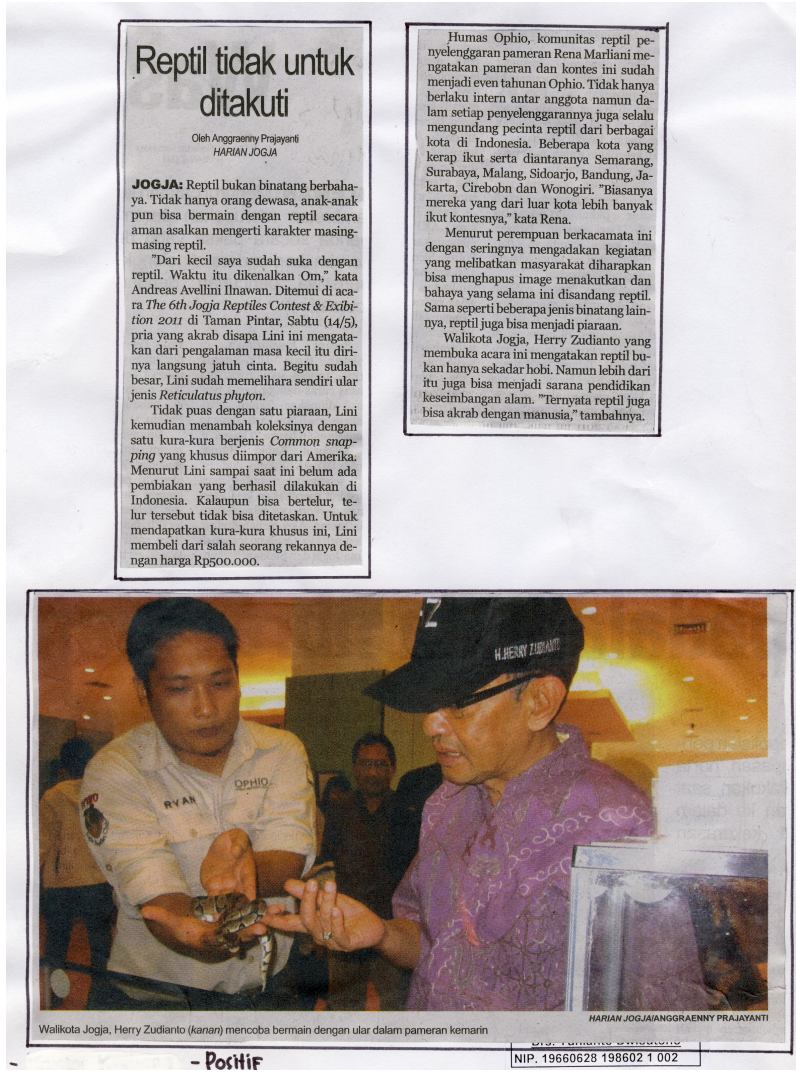 Reptil tidak untuk
ditakuti
Oleh Anggraenny Prajayanti
HARIAN JOGJA
JOGJA: Reptil bukan binatang berbaha-
ya. Tidak hanya orang dewasa, anak-anak
pun bisa bermain dengan reptil secara
aman asalkan mengerti karakter masing-
masing reptil.
"Dari kecil saya sudah suka dengan
reptil. Waktu itu dikenalkan Om," kata
Andreas Avellini Ilnawan. Ditemui di aca-
ra The 6th Jogja Reptiles Contest & Exibi-
tion 2011 di Taman Pintar, Sabtu (14/5),
pria yang akrab disapa Lini ini mengata-
kan dari pengalaman masa kecil itu diri-
nya langsung jatuh cinta. Begitu sudah
besar, Lini sudah memelihara sendiri ular
jenis Reticulatus phyton.
Tidak puas dengan satu piaraan, Lini
kemudian menambah koleksinya dengan
satu kura-kura berjenis Common snap-
ping yang khusus diimpor dari Amerika.
Menurut Lini sampai saat ini belum ada
pembiakan yang berhasil dilakukan di
Indonesia. Kalaupun bisa bertelur, te-
lur tersebut tidak bisa ditetaskan. Untuk
mendapatkan kura-kura khusus ini, Lini
membeli dari salah seorang rekannya de-
ngan harga Rp500.000.
Humas Ophio, komunitas reptil pe-
nyelenggaran pameran Rena Marliani me-
ngatakan pameran dan kontes ini sudah
menjadi even tahunan Ophio. Tidak hanya
berlaku intern antar anggota namun da-
lam setiap penyelenggarannya juga selalu
mengundang pecinta reptil dari berbagai
kota di Indonesia. Beberapa kota yang
kerap ikut serta diantaranya Semarang,
Surabaya, Malang, Sidoarjo, Bandung, Ja-
karta, Cirebobn dan Wonogiri. "Biasanya
mereka yang dari luar kota lebih banyak
ikut kontesnya," kata Rena.
Menurut perempuan berkacamata ini
dengan seringnya mengadakan kegiatan
yang melibatkan masyarakat diharapkan
bisa menghapus image menakutkan dan
bahaya yang selama ini disandang reptil.
Sama seperti beberapa jenis binatang lain-
nya, reptil juga bisa menjadi piaraan.
Walikota Jogja, Herry Zudianto yang
membuka acara ini mengatakan reptil bu-
kan hanya sekadar hobi. Namun lebih dari
itu juga bisa menjadi sarana pendidikan
keseimbangan alam. "Ternyata reptil juga
bisa akrab dengan manusia," tambahnya.
Z
H.HERRY ZUDIANTO
RYAN
OPHIO
HARIAN JOGJA/ANGGRAENNY PRAJAYANTI
Walikota Jogja, Herry Zudianto (kanan) mencoba bermain dengan ular dalam pameran kemarin
- - POSITIF
NIP. 19660628 198602 1 002